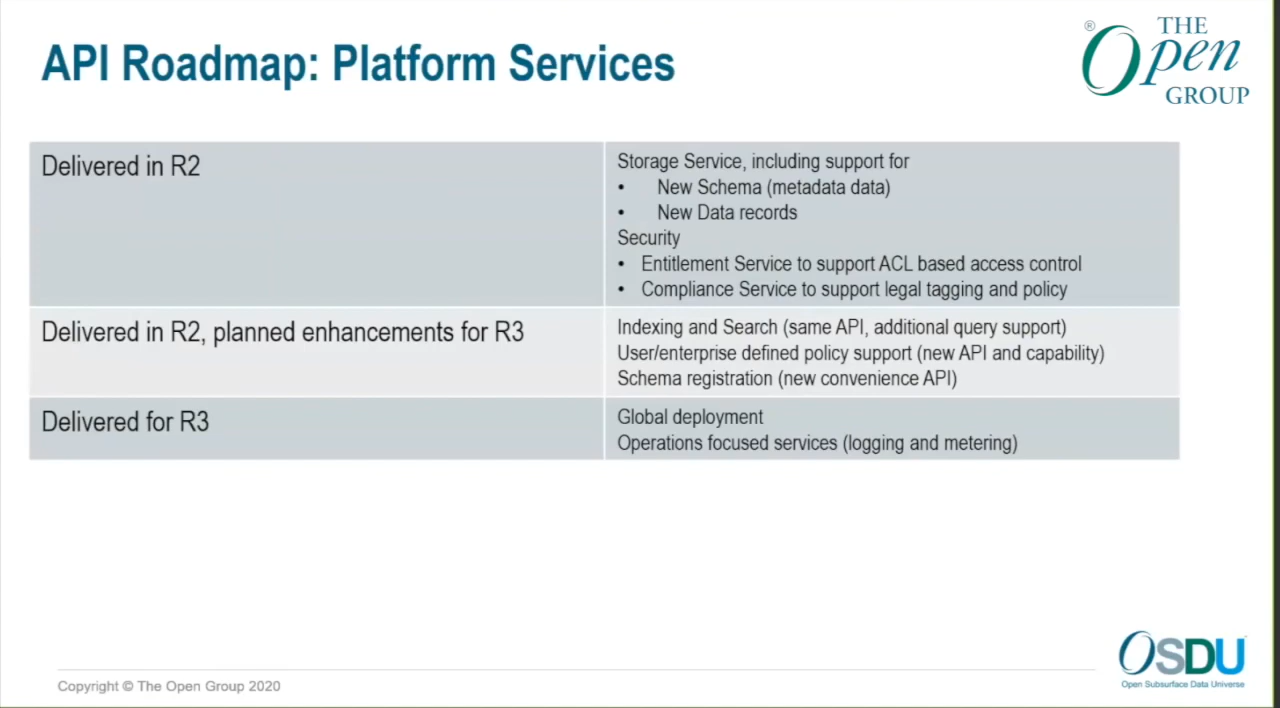 API Roadmap: Platform Services
® THE
Open
GROUP
Delivered in R2
Storage Service, including support for
• New Schema (metadata data)
• New Data records
Security
• Entitlement Service to support ACL based access control
• Compliance Service to support legal tagging and policy
Delivered in R2, planned enhancements for R3
Indexing and Search (same API, additional query support)
User/enterprise defined policy support (new API and capability)
Schema registration (new convenience API)
Delivered for R3
Global deployment
Operations focused services (logging and metering)
OSDU
Open Subsurface Data Universe
Copyright © The Open Group 2020